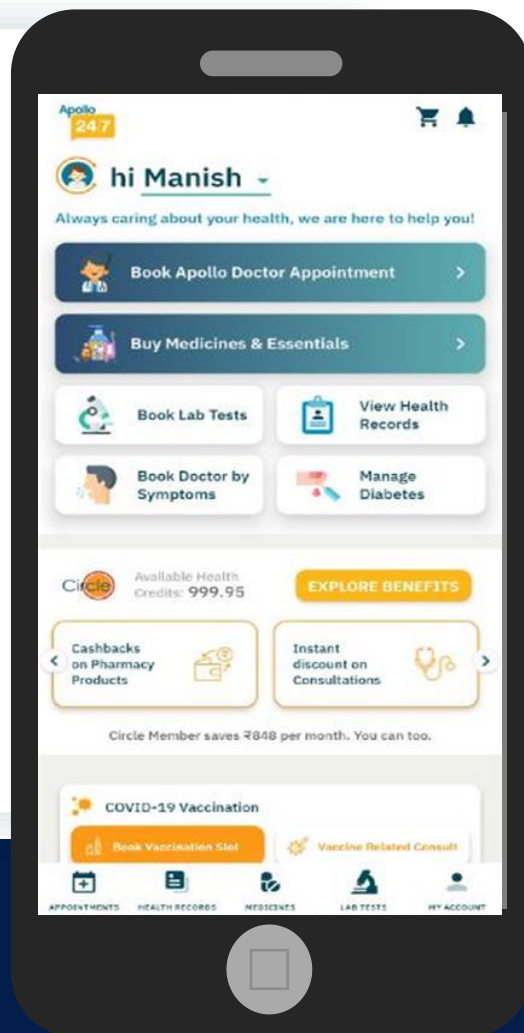 Apollo
24 7
hi Manish
Always caring about your health, we are here to help you!
Book Apollo Doctor Appointment
Buy Medicines & Essentials
Book Lab Tests
View Health
Records
Book Doctor by
Symptoms
Manage
Diabetes
Circle
Available Health
Credits: 999.95
EXPLORE BENEFITS
Cashbacks
on Pharmacy
Products
Instant
discount on
Consultations
Circle Member saves ₹848 per month. You can too.
COVID-19 Vaccination
Book Vaccination Slot
Vaccine Related Consult
APPOINTMENTS
HEALTH RECORDS
MEDICINES
LAB TESTS
MY ACCOUNT